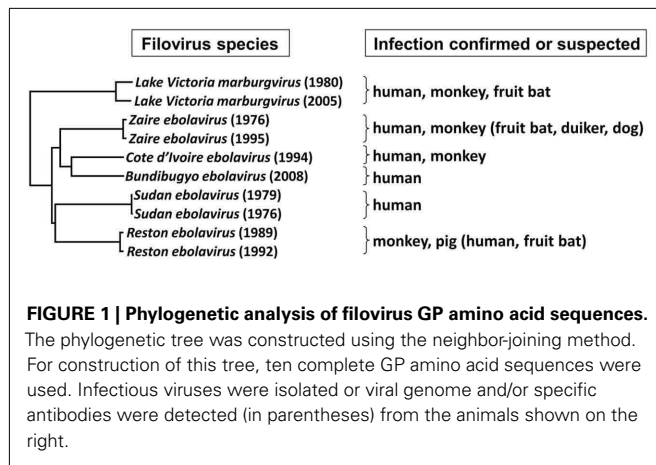 Filovirus species Infection confirmed or suspected
Lake Victoria marburgvirus (1980)
Lake Victoria marburgvirus (2005)
} human, monkey, fruit bat
Zaire ebolavirus (1976)
Zaire ebolavirus (1995)
} human, monkey (fruit bat, duiker, dog)
Cote d'Ivoire ebolavirus (1994) } human, monkey
Bundibugyo ebolavirus (2008) } human
Sudan ebolavirus (1979)
Sudan ebolavirus (1976)
} human
Reston ebolavirus (1989)
Reston ebolavirus (1992)
} monkey, pig (human, fruit bat)
FIGURE 1 | Phylogenetic analysis of filovirus GP amino acid sequences.
The phylogenetic tree was constructed using the neighbor-joining method.
For construction of this tree, ten complete GP amino acid sequences were
used. Infectious viruses were isolated or viral genome and/or specific
antibodies were detected (in parentheses) from the animals shown on the
right.